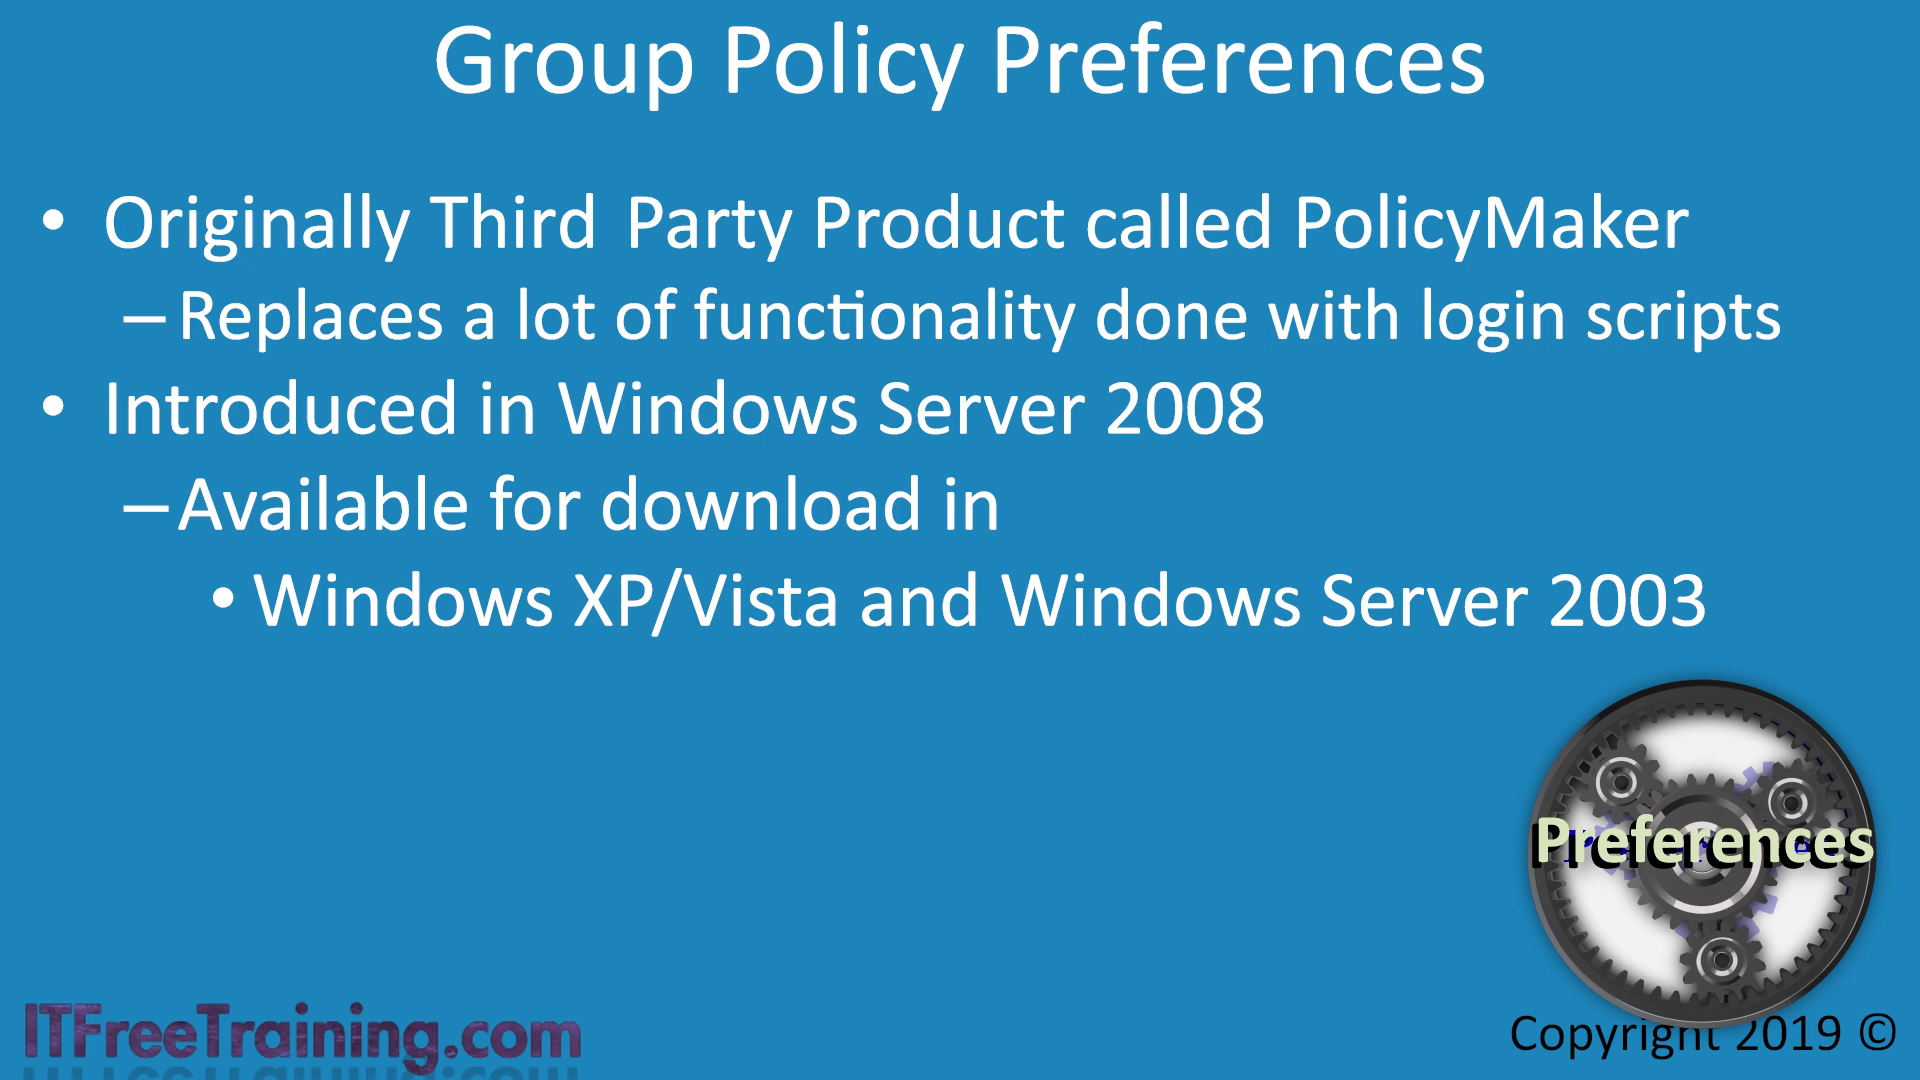 Group Policy Preferences
• Originally Third Party Product called PolicyMaker
– Replaces a lot of functionality done with login scripts
• Introduced in Windows Server 2008
– Available for download in
• Windows XP/Vista and Windows Server 2003
Preferences
ITFreeTraining.com
Copyright 2019 ©